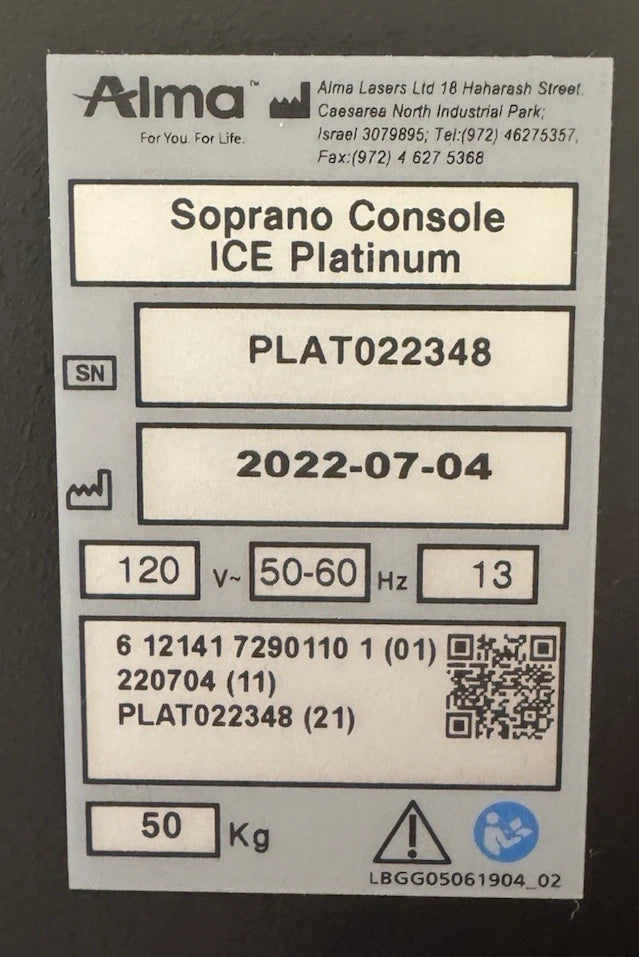 Alma™
For You. For Life.
Alma Lasers Ltd 18 Haharash Street,
Caesarea North Industrial Park;
Israel 3079895; Tel:(972) 46275357,
Fax:(972) 4 627 5368
Soprano Console
ICE Platinum
SN
PLAT022348
2022-07-04
120 V~ 50-60 Hz 13
6 12141 7290110 1 (01)
220704 (11)
PLAT022348 (21)
50 Kg
LBGG05061904_02